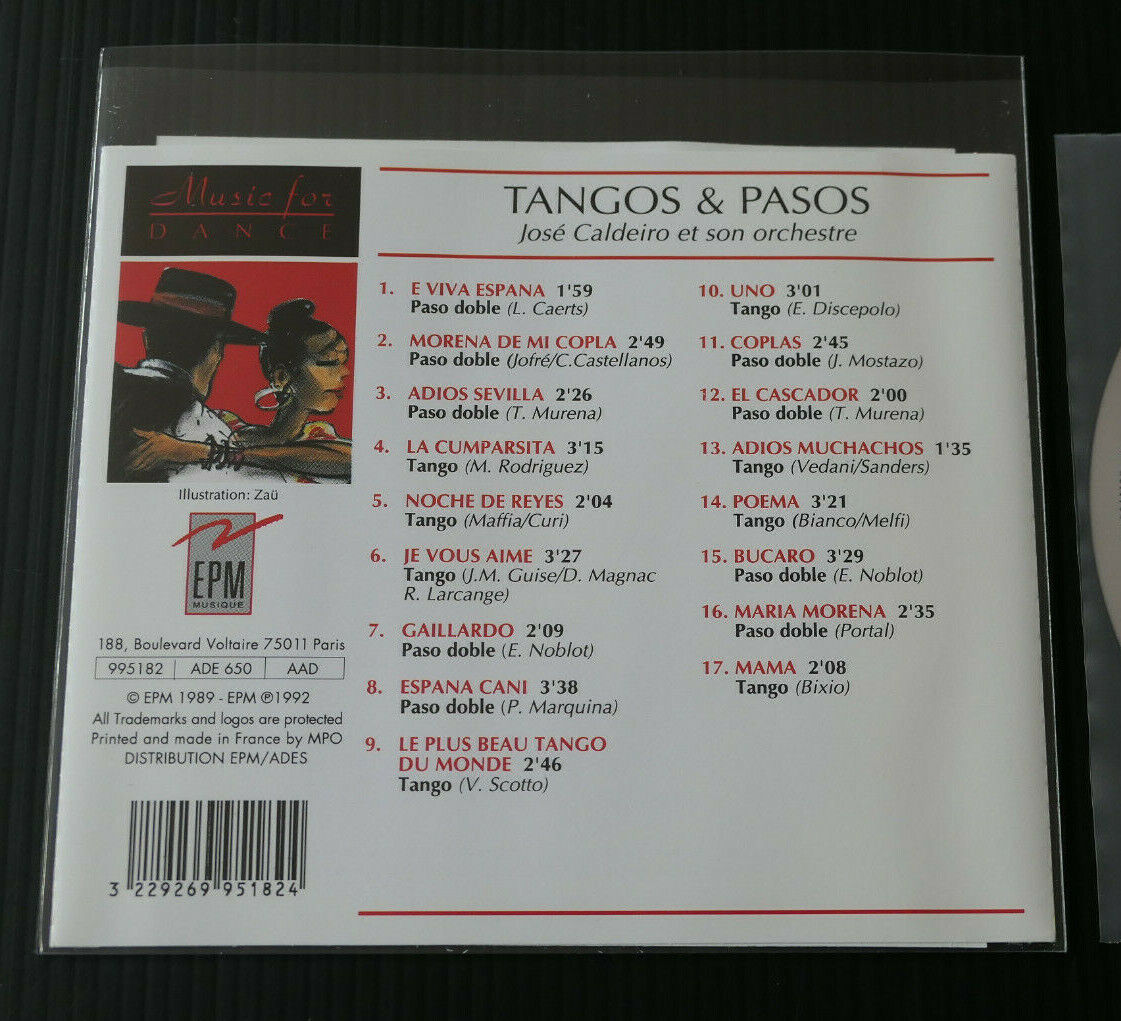 Music for
DANCE
TANGOS & PASOS
José Caldeiro et son orchestre
1. E VIVA ESPANA 1'59
Paso doble (L. Caerts)
2. MORENA DE MI COPLA 2'49
Paso doble (Jofré/C.Castellanos)
3. ADIOS SEVILLA 2'26
Paso doble (T. Murena)
4. LA CUMPARSITA 3'15
Tango (M. Rodriguez)
5. NOCHE DE REYES 2'04
Tango (Maffia/Curi)
6. JE VOUS AIME 3'27
Tango (J.M. Guise/D. Magnac
R. Larcange)
7. GAILLARDO 2'09
Paso doble (E. Noblot)
8. ESPANA CANI 3'38
Paso doble (P. Marquina)
9. LE PLUS BEAU TANGO
DU MONDE 2'46
Tango (V. Scotto)
10. UNO 3'01
Tango (E. Discepolo)
11. COPLAS 2'45
Paso doble (J. Mostazo)
12. EL CASCADOR 2'00
Paso doble (T. Murena)
13. ADIOS MUCHACHOS 1'35
Tango (Vedani/Sanders)
14. POEMA 3'21
Tango (Bianco/Melfi)
15. BUCARO 3'29
Paso doble (E. Noblot)
16. MARIA MORENA 2'35
Paso doble (Portal)
17. MAMA 2'08
Tango (Bixio)
Illustration: Zaü
EPM
MUSIQUE
188, Boulevard Voltaire 75011 Paris
995182 ADE 650 AAD
© EPM 1989 - EPM ℗1992
All Trademarks and logos are protected
Printed and made in France by MPO
DISTRIBUTION EPM/ADES
3 229269 951824